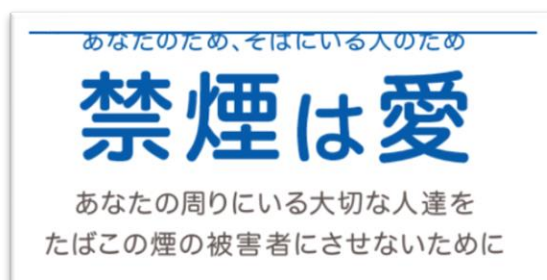 あなたのため、そばにいる人のため
禁煙は愛
あなたの周りにいる大切な人達を
たばこの煙の被害者にさせないために